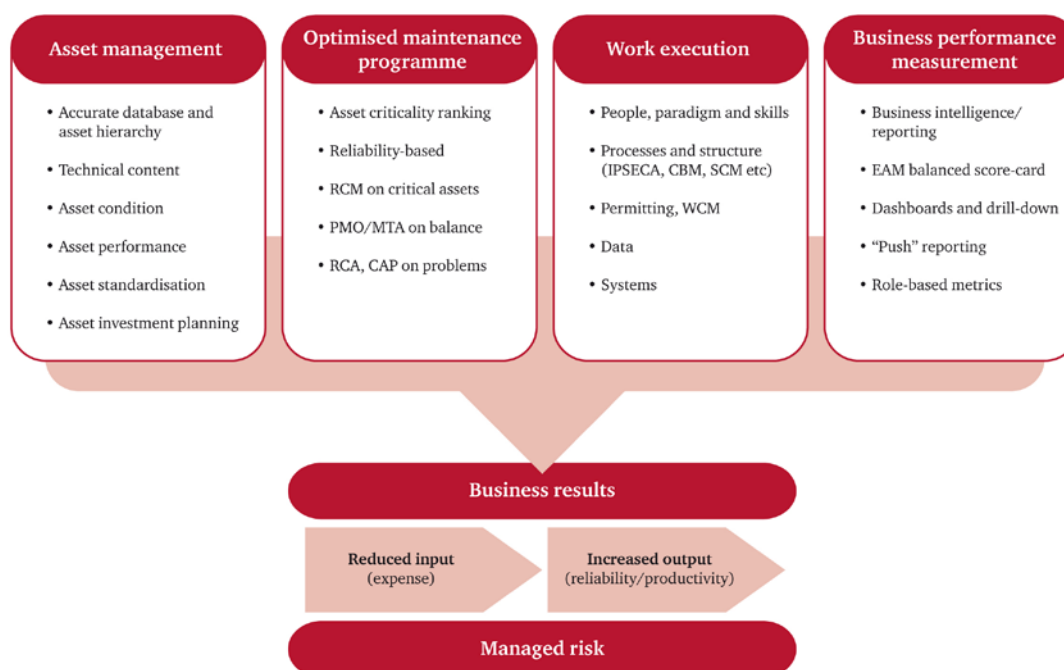 Asset management
• Accurate database and
asset hierarchy
• Technical content
• Asset condition
• Asset performance
• Asset standardisation
• Asset investment planning
Optimised maintenance
programme
• Asset criticality ranking
• Reliability-based
• RCM on critical assets
• PMO/MTA on balance
• RCA, CAP on problems
Work execution
• People, paradigm and skills
• Processes and structure
(IPSECA, CBM, SCM etc)
• Permitting, WCM
• Data
• Systems
Business performance
measurement
• Business intelligence/
reporting
• EAM balanced score-card
• Dashboards and drill-down
• “Push” reporting
• Role-based metrics
Business results
Reduced input
(expense)
Increased output
(reliability/productivity)
Managed risk